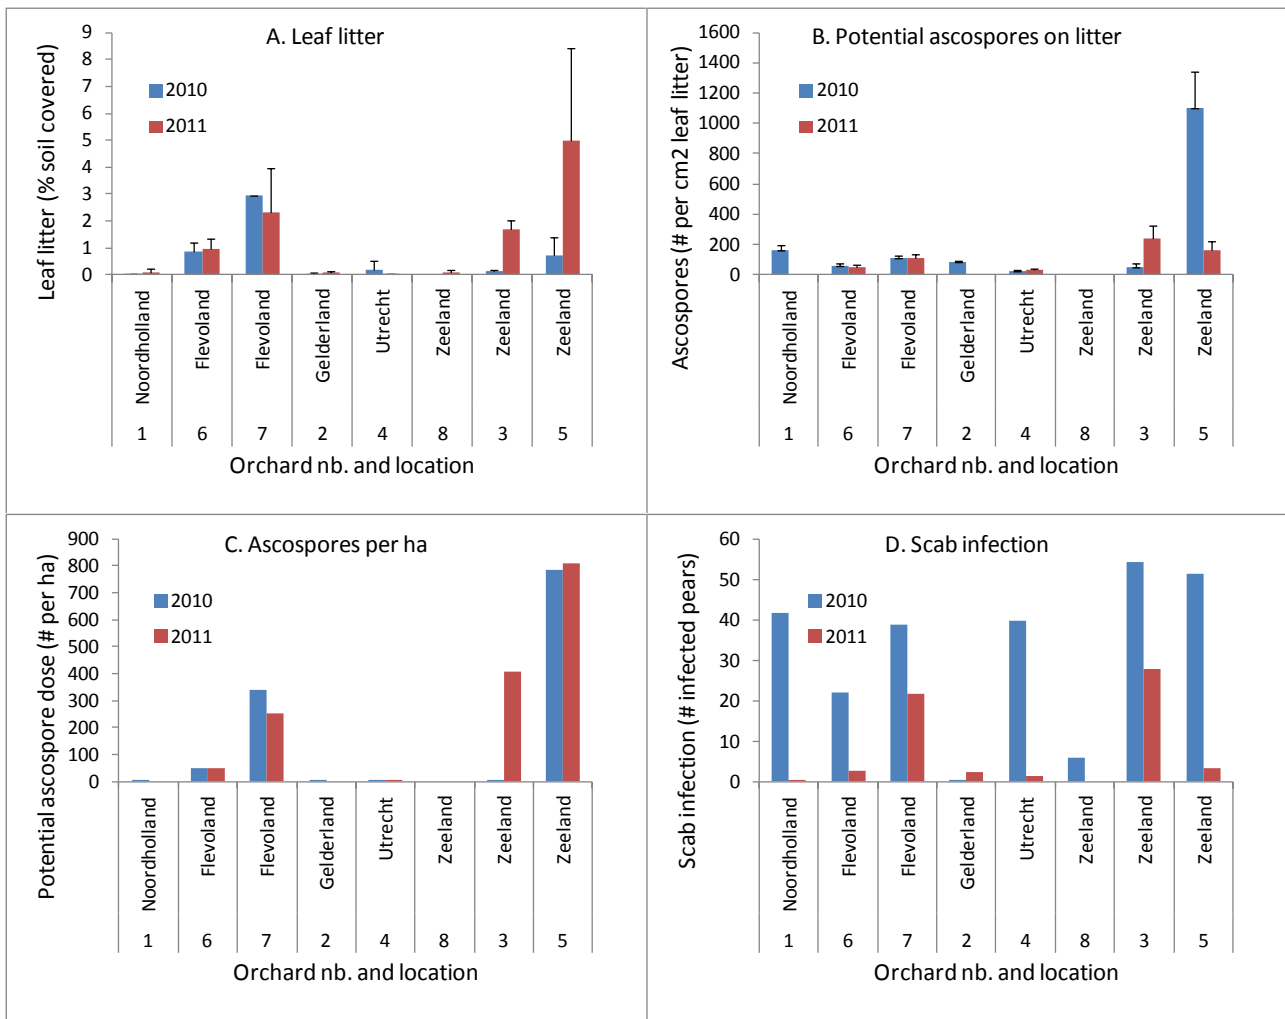 A. Leaf litter
Leaf litter (% soil covered)
9
8
7
6
5
4
3
2
1
0
2010
2011
Noordholland Flevoland Flevoland Gelderland Utrecht Zeeland Zeeland Zeeland
1 6 7 2 4 8 3 5
Orchard nb. and location
B. Potential ascospores on litter
Ascospores (# per cm2 leaf litter)
1600
1400
1200
1000
800
600
400
200
0
2010
2011
Noordholland Flevoland Flevoland Gelderland Utrecht Zeeland Zeeland Zeeland
1 6 7 2 4 8 3 5
Orchard nb. and location
C. Ascospores per ha
Potential ascospore dose (# per ha)
900
800
700
600
500
400
300
200
100
0
2010
2011
Noordholland Flevoland Flevoland Gelderland Utrecht Zeeland Zeeland Zeeland
1 6 7 2 4 8 3 5
Orchard nb. and location
D. Scab infection
Scab infection (# infected pears)
60
50
40
30
20
10
0
2010
2011
Noordholland Flevoland Flevoland Gelderland Utrecht Zeeland Zeeland Zeeland
1 6 7 2 4 8 3 5
Orchard nb. and location